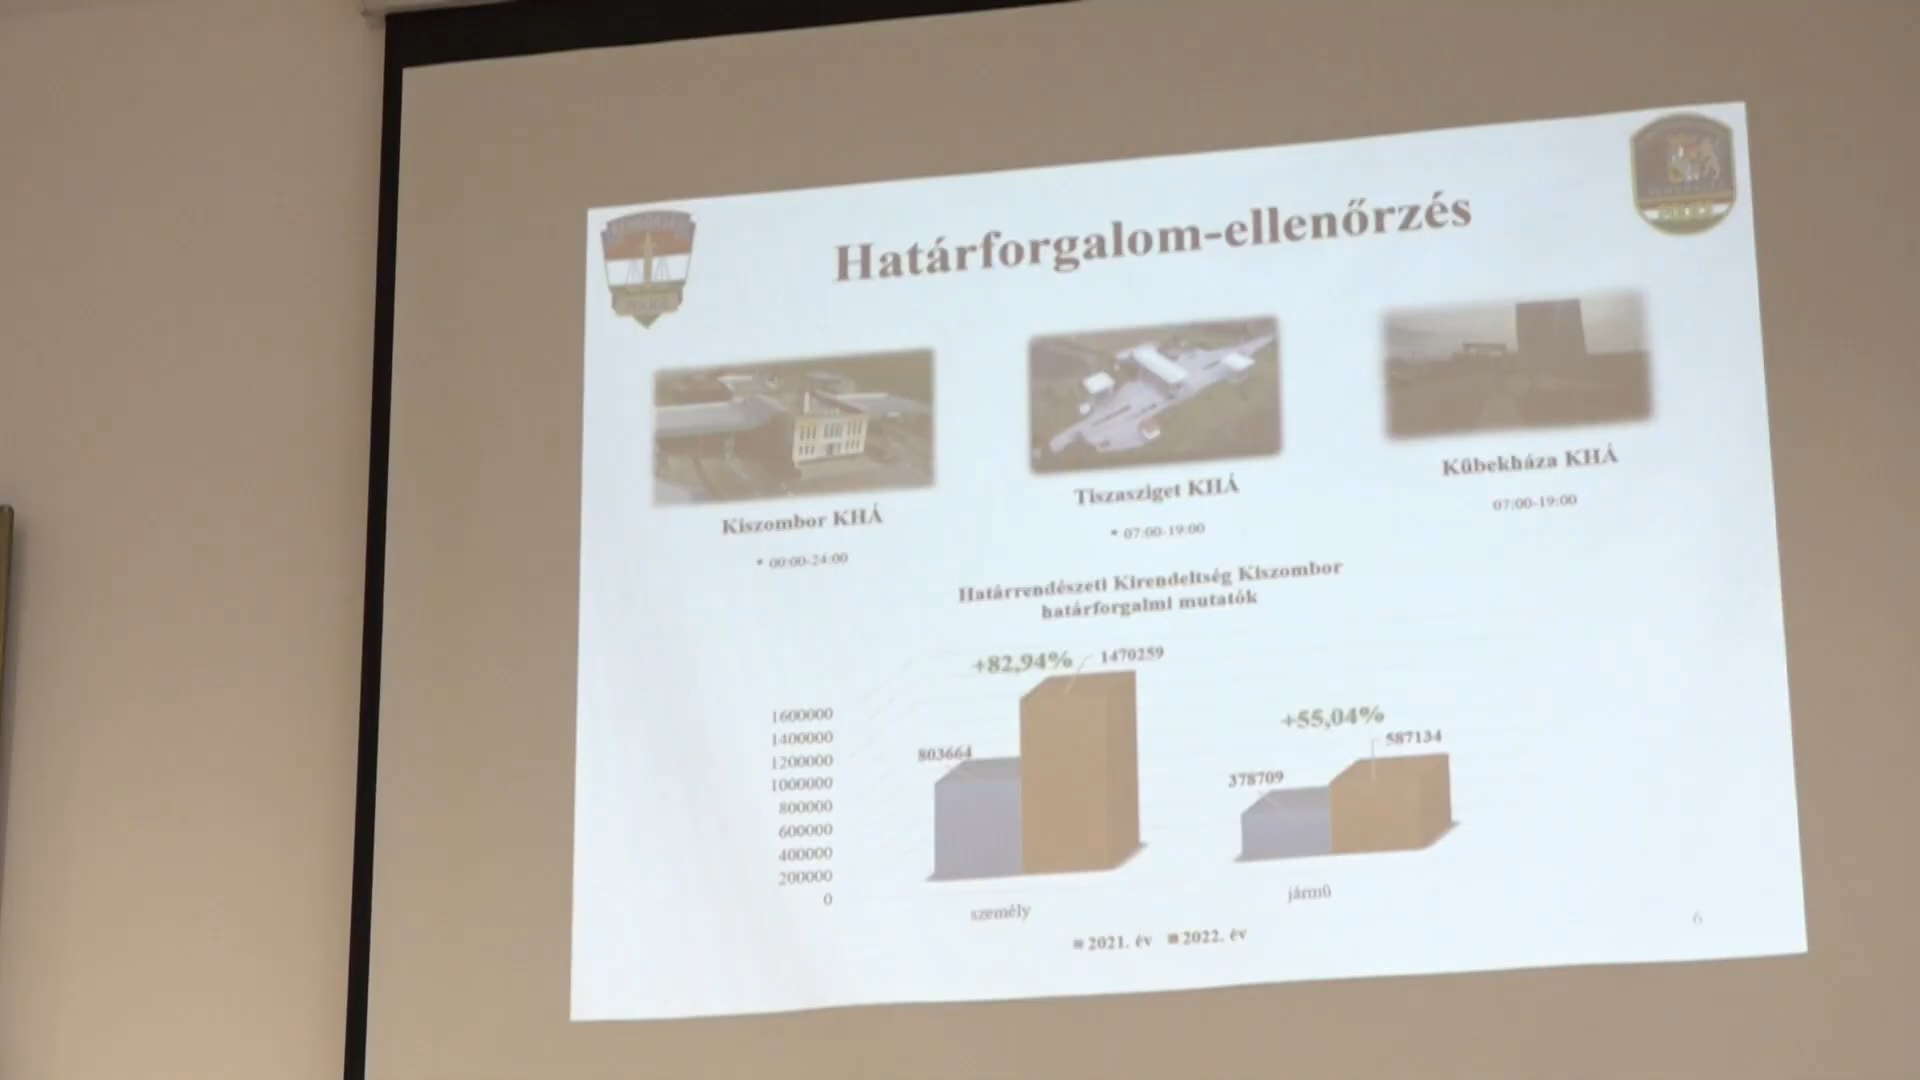 Határforgalom-ellenőrzés
Kiszombor KHÁ
• 00:00-24:00
Tiszasziget KHÁ
• 07:00-19:00
Kübekháza KHÁ
07:00-19:00
Határrendészeti Kirendeltség Kiszombor
határforgalmi mutatók
+82,94%
1470259
803664
+55,04%
587134
378709
1600000
1400000
1200000
1000000
800000
600000
400000
200000
0
személy
jármű
2021. év 2022. év
6